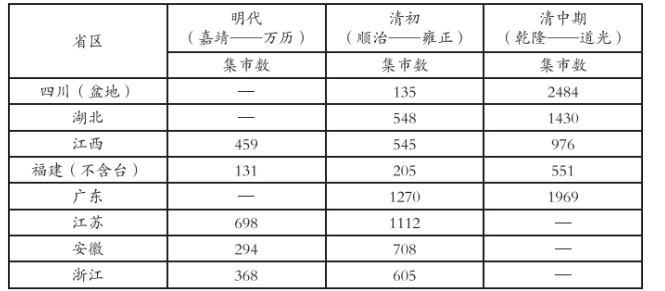 省区 明代（嘉靖——万历） 清初（顺治——雍正） 清中期（乾隆——道光）
集市数 集市数 集市数
四川（盆地） — 135 2484
湖北 — 548 1430
江西 459 545 976
福建（不含台） 131 205 551
广东 — 1270 1969
江苏 698 1112 —
安徽 294 708 —
浙江 368 605 —